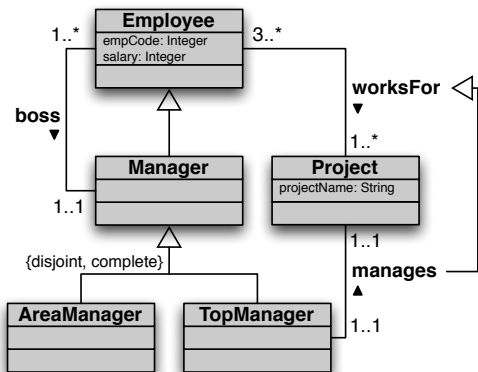 Employee
1..*
empCode: Integer
3..*
salary: Integer
worksFor
▼
boss
▼
1..*
Manager
Project
projectName: String
1..1
1..1
{disjoint, complete}
manages
▲
AreaManager
TopManager
1..1